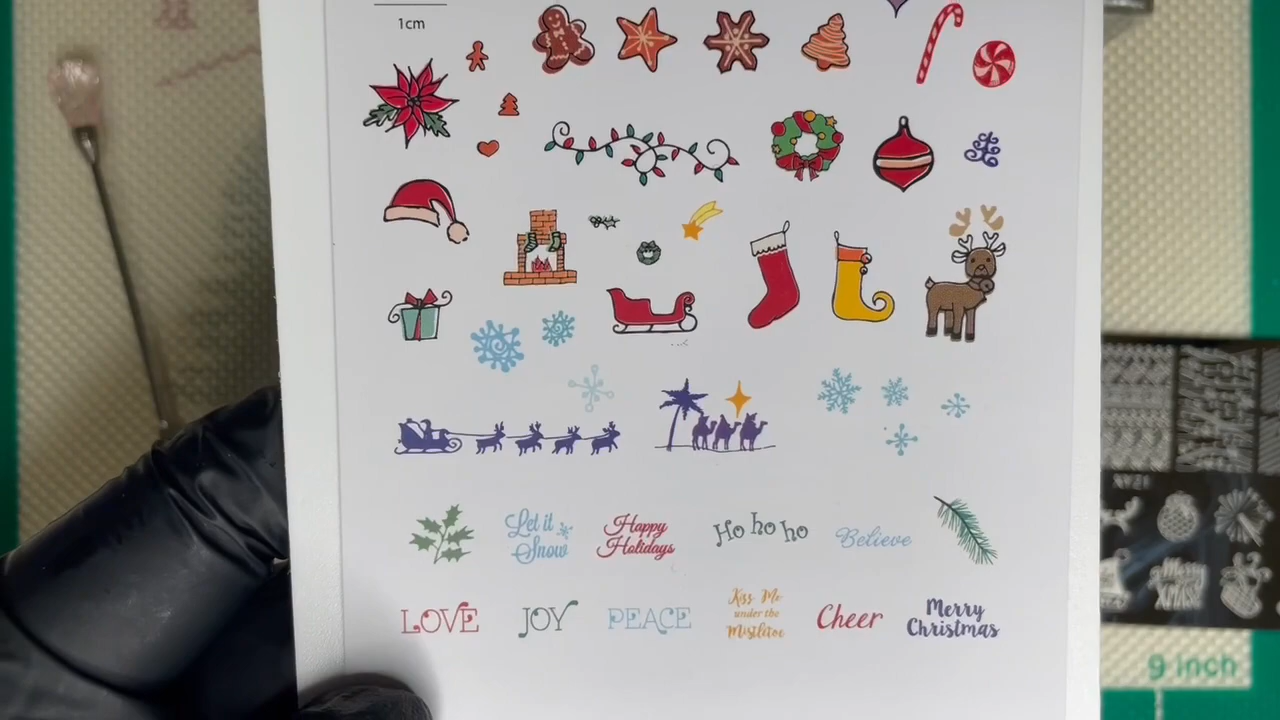 1cm
Let it
Snow
Happy
Holidays
Ho ho ho
Believe
LOVE
JOY
PEACE
Kiss Me
under the
Mistletoe
Cheer
Merry
Christmas
9 inch